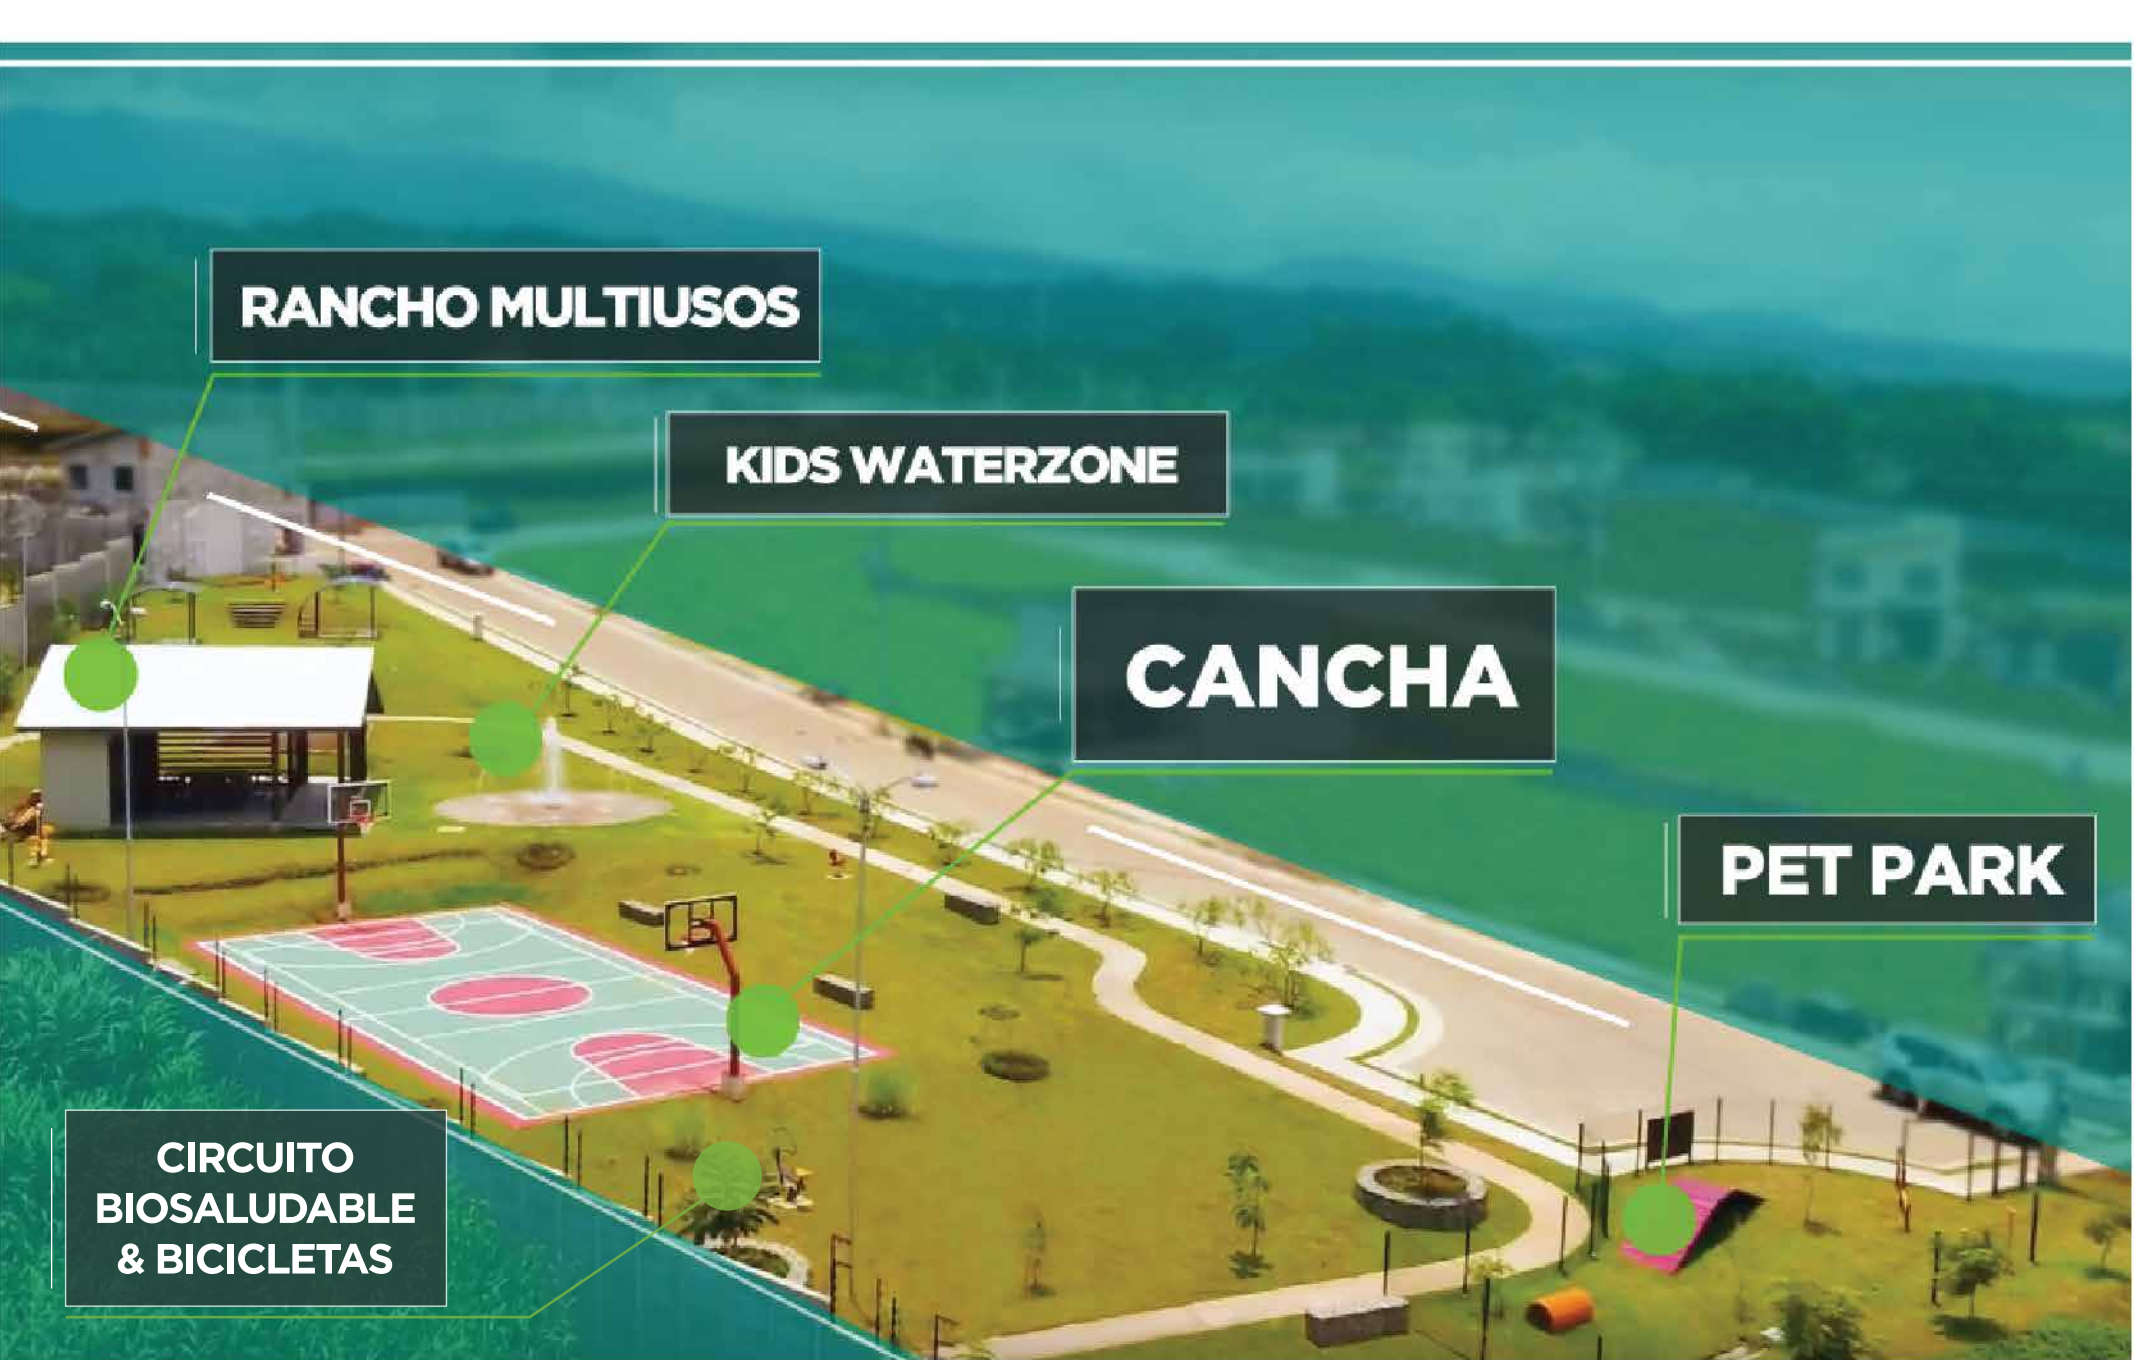 RANCHO MULTIUSOS
KIDS WATERZONE
CANCHA
PET PARK
CIRCUITO
BIOSALUDABLE
& BICICLETAS